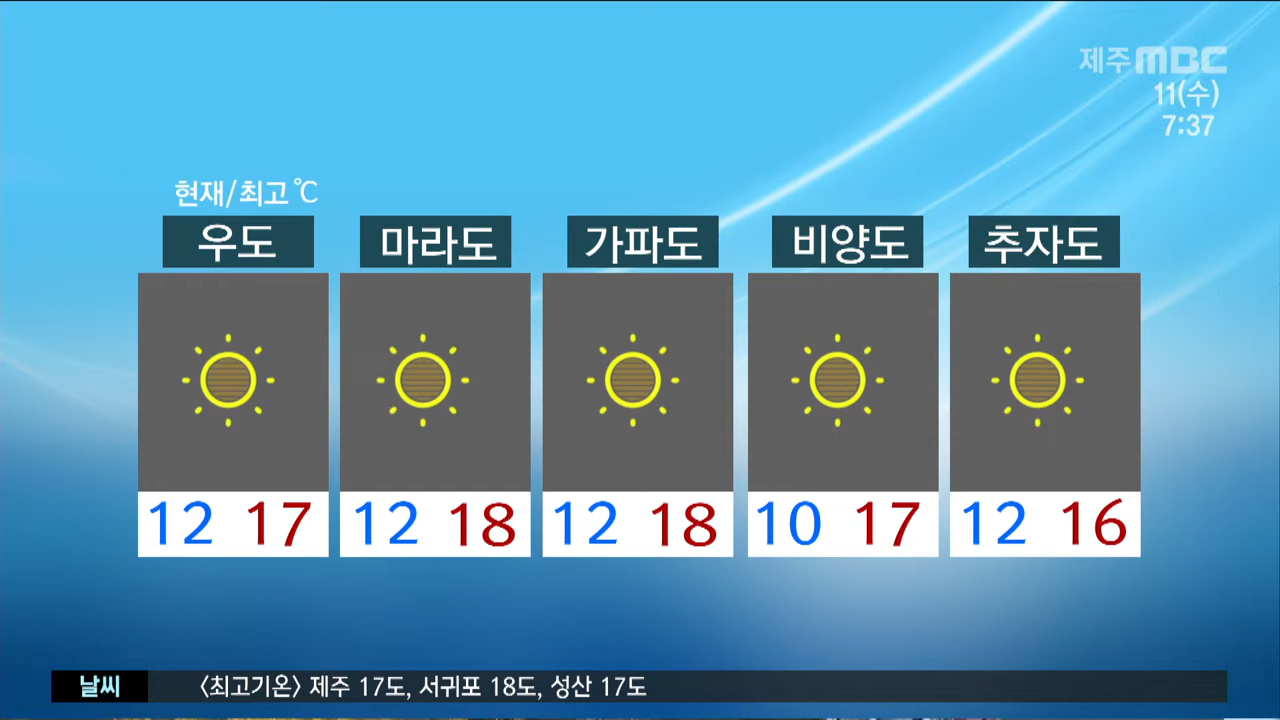 제주MBC
11(수)
7:37
현재/최고℃
우도 마라도 가파도 비양도 추자도
12 17 12 18 12 18 10 17 12 16
날씨 〈최고기온〉 제주 17도, 서귀포 18도, 성산 17도